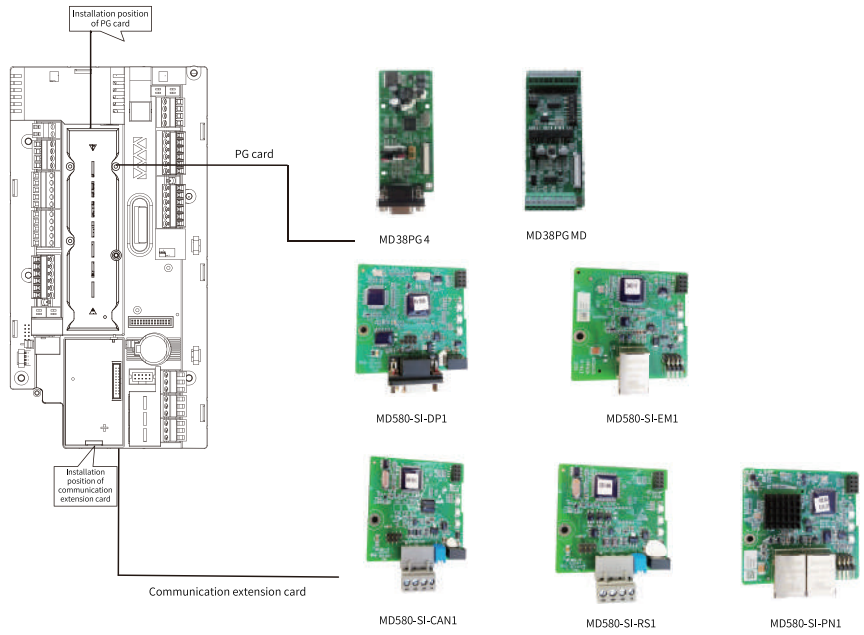 Installation position
of PG card
PG card
MD38PG4
MD38PGMD
MD580-SI-DP1
MD580-SI-EM1
Installation
position of
communication
extension card
Communication extension card
MD580-SI-CAN1
MD580-SI-RS1
MD580-SI-PN1